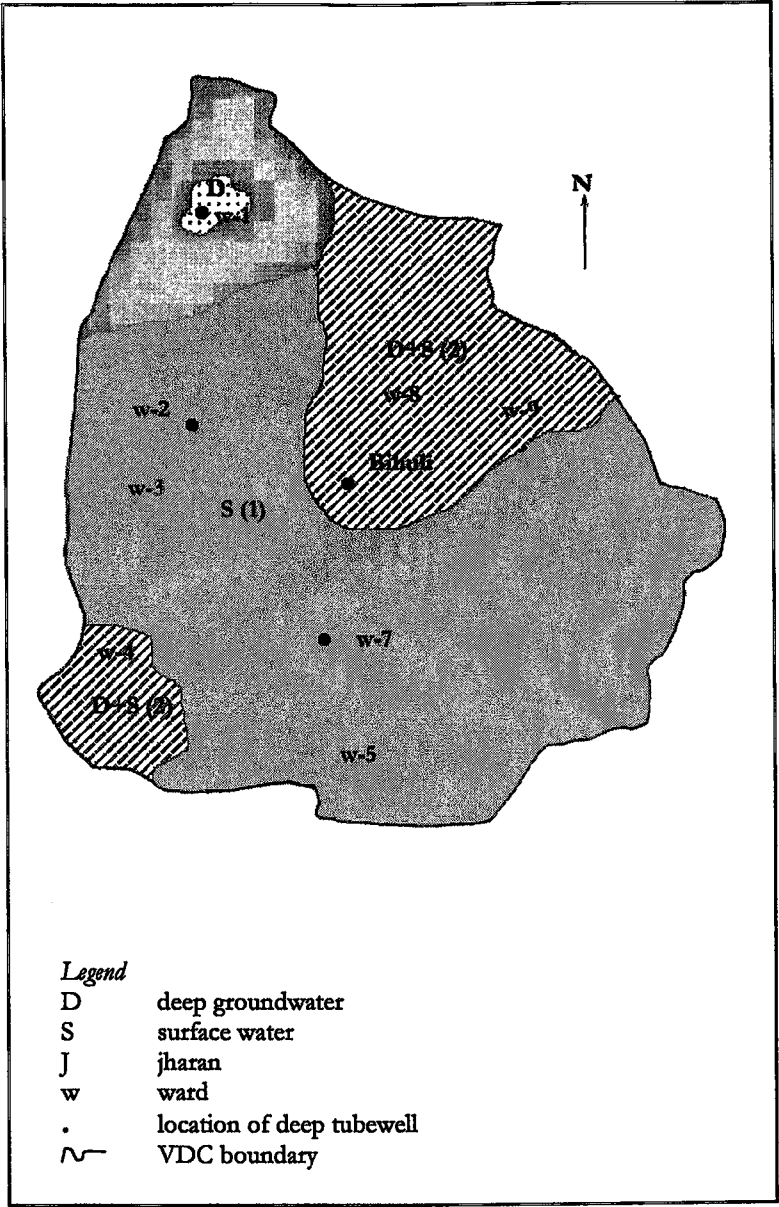 N
D
w-1
D+S (2)
w-8
w-9
w-2
Bihuli
w-3
S (1)
w-7
w-4
D+S (2)
w-5
Legend
D deep groundwater
S surface water
J jharan
w ward
. location of deep tubewell
VDC boundary